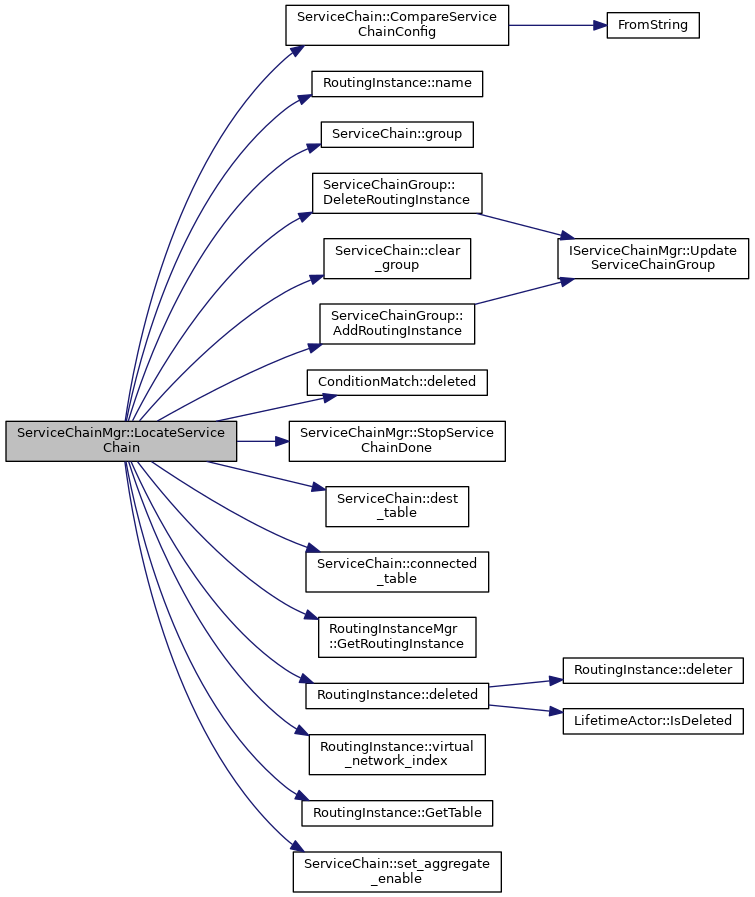 ServiceChain::CompareService
ChainConfig
FromString
RoutingInstance::name
ServiceChain::group
ServiceChainGroup::
DeleteRoutingInstance
IServiceChainMgr::Update
ServiceChainGroup
ServiceChain::clear
_group
ServiceChainGroup::
AddRoutingInstance
ConditionMatch::deleted
ServiceChainMgr::LocateService
Chain
ServiceChainMgr::StopService
ChainDone
ServiceChain::dest
_table
ServiceChain::connected
_table
RoutingInstanceMgr
::GetRoutingInstance
RoutingInstance::deleted
RoutingInstance::deleter
LifetimeActor::IsDeleted
RoutingInstance::virtual
_network_index
RoutingInstance::GetTable
ServiceChain::set_aggregate
_enable